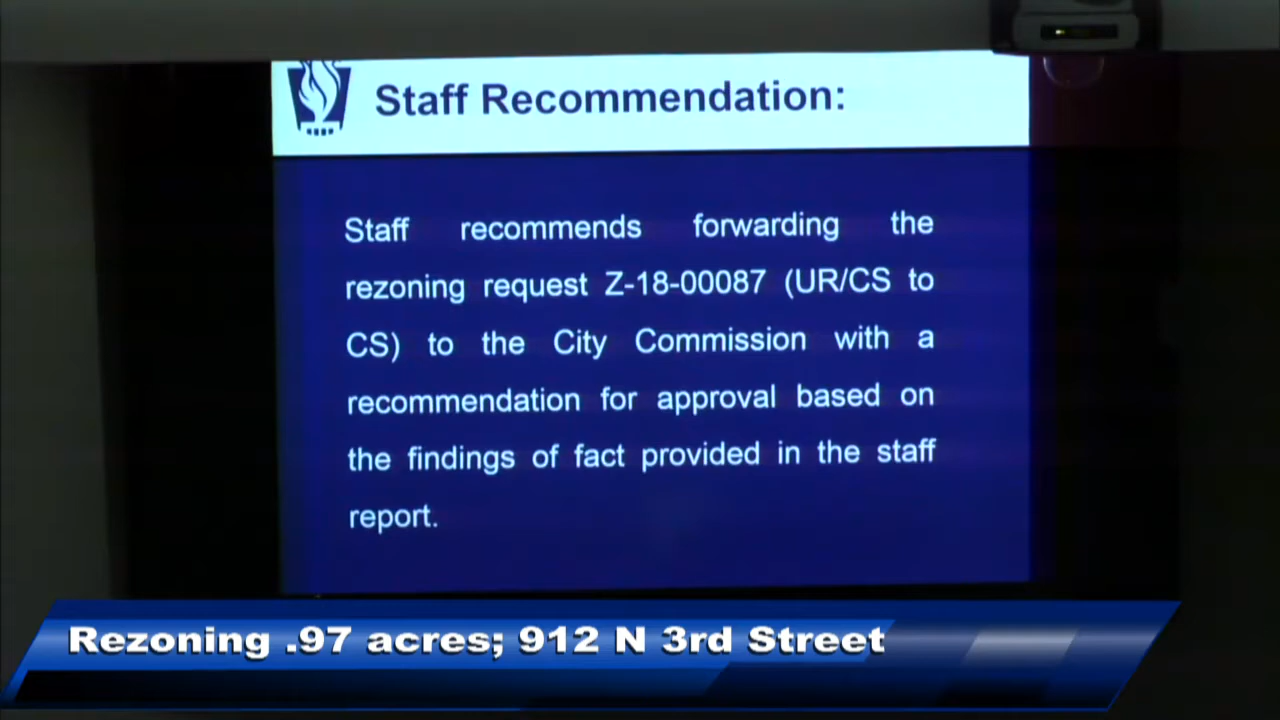 Staff Recommendation:
Staff recommends forwarding the
rezoning request Z-18-00087 (UR/CS to
CS) to the City Commission with a
recommendation for approval based on
the findings of fact provided in the staff
report.
Rezoning .97 acres; 912 N 3rd Street